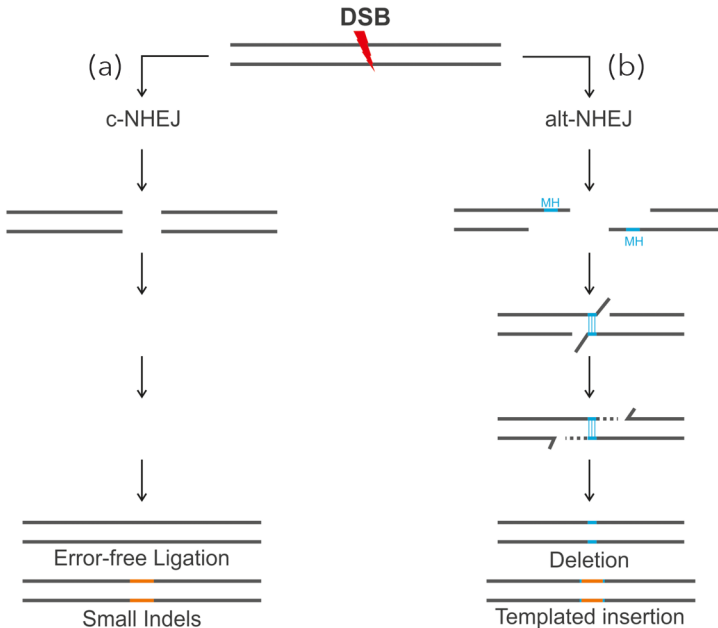 DSB
(a)
(b)
c-NHEJ
alt-NHEJ
MH
MH
Error-free Ligation
Deletion
Small Indels
Templated insertion